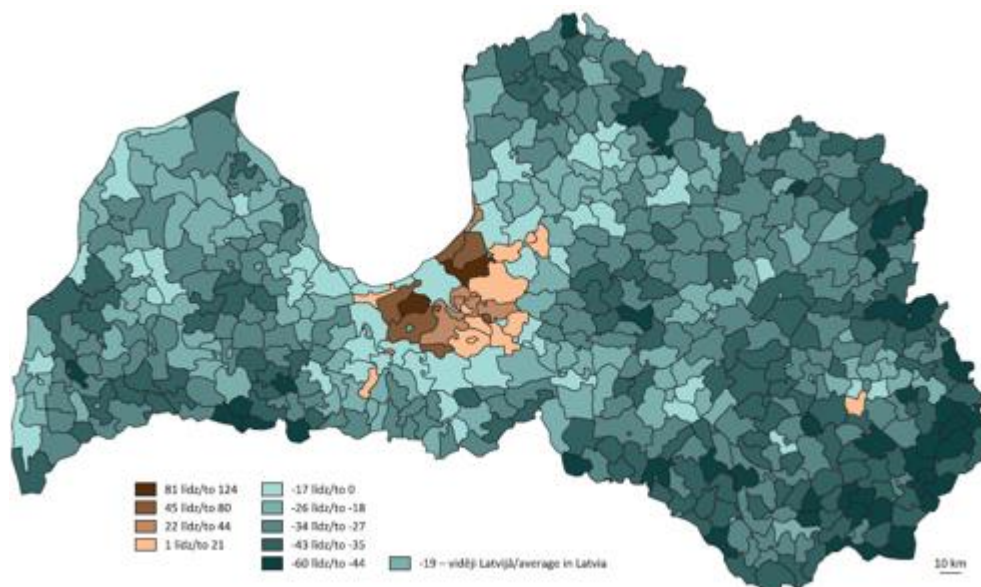 81 līdz/to 124
45 līdz/to 80
22 līdz/to 44
1 līdz/to 21
-17 līdz/to 0
-26 līdz/to -18
-34 līdz/to -27
-43 līdz/to -35
-60 līdz/to -44
-19 – vidēji Latvijā/average in Latvia
10 km